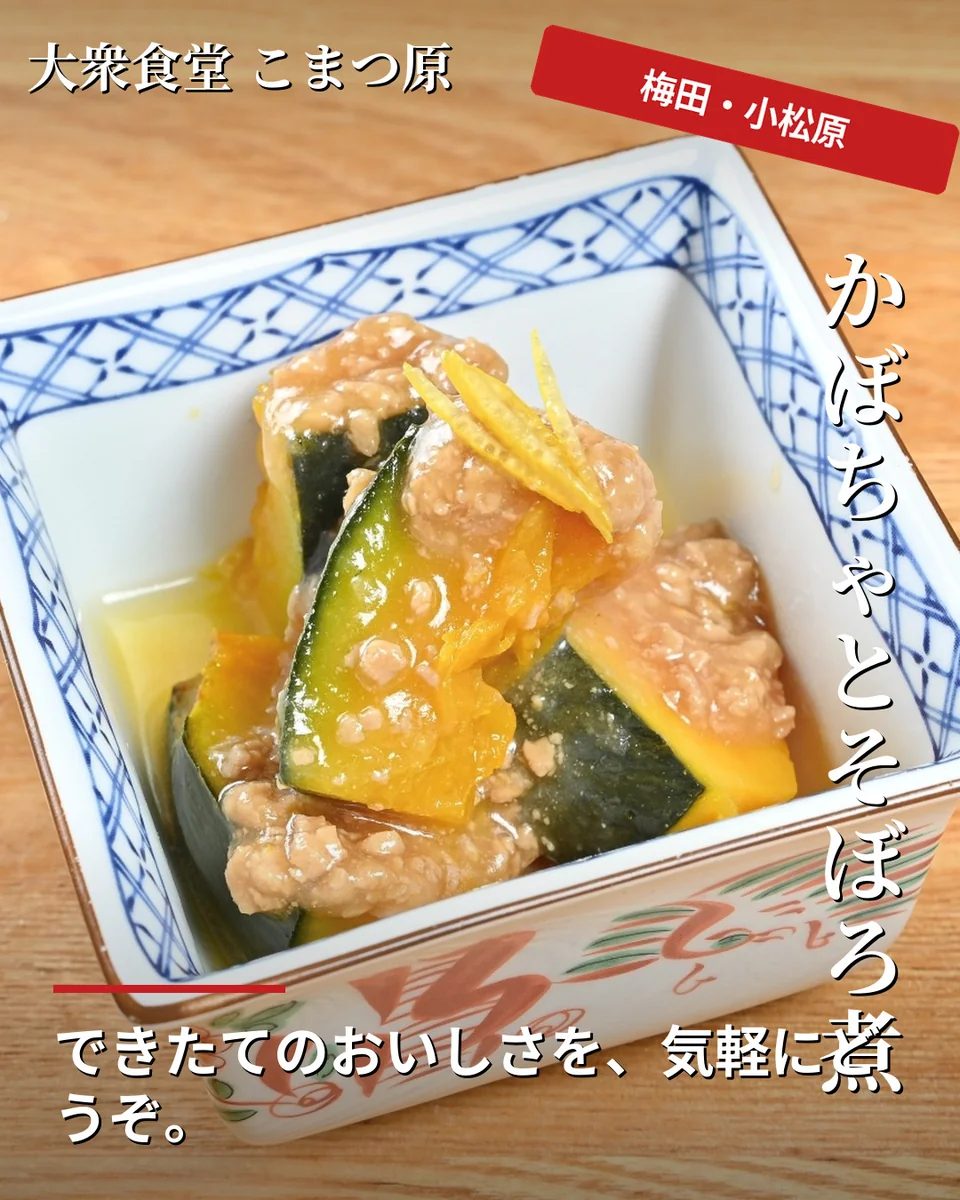 大衆食堂 こまつ原
梅田・小松原
かぼちゃとそぼろ煮
できたてのおいしさを、気軽に
うぞ。